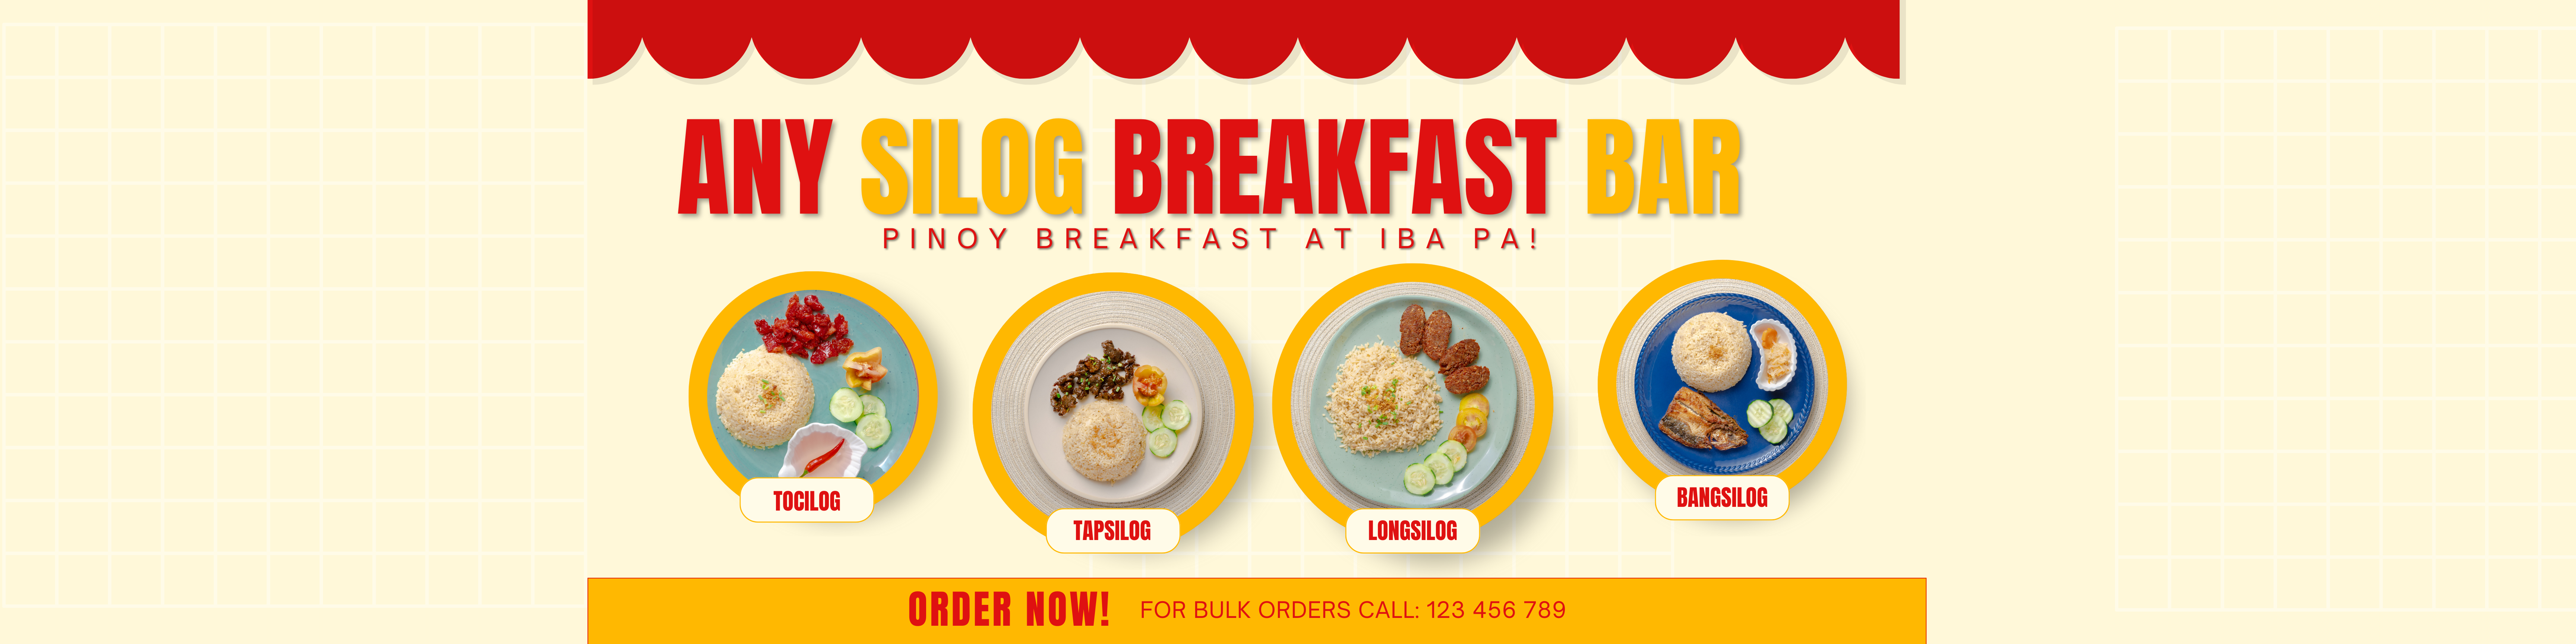 ANY SILOG BREAKFAST BAR
PINOY BREAKFAST AT IBA PA!
TOCILOG
TAPSILOG
LONGSILOG
BANGSILOG
ORDER NOW! FOR BULK ORDERS CALL: 123 456 789